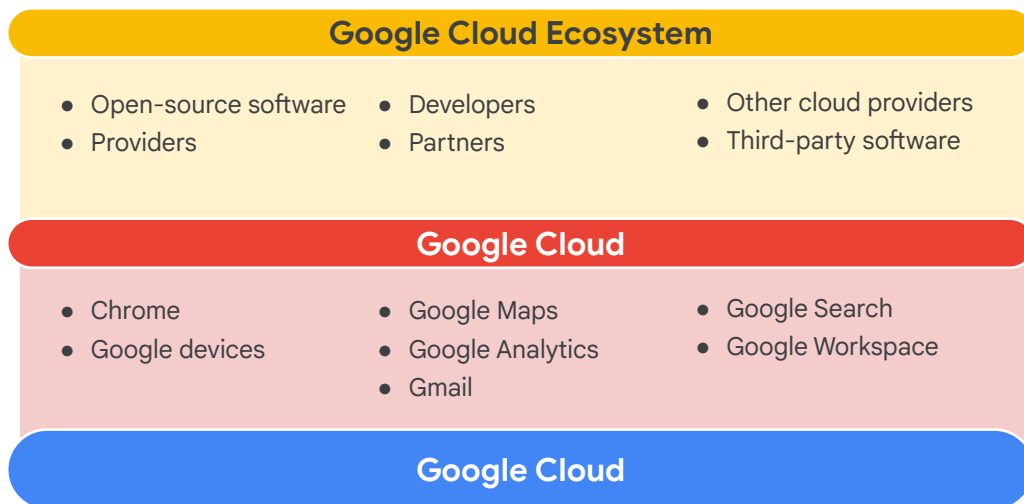 Google Cloud Ecosystem
● Open-source software
● Providers
● Developers
● Partners
● Other cloud providers
● Third-party software
Google Cloud
● Chrome
● Google devices
● Google Maps
● Google Analytics
● Gmail
● Google Search
● Google Workspace
Google Cloud